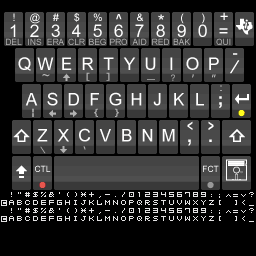 ! @ # $ % ^ & * ( ) +
1 2 3 4 5 6 7 8 9 0 =
DEL INS ERA CLR BEG PRO AID RED BAK QUI
Q W E R T Y U I O P -
~ ↑ [ ] _ ? ' " /
A S D F G H J K L : ↵
| ← → { } ;
⇧ Z X C V B N M < > ⇧
\ ↓ ` , .
CTL FCT
!"#$%&'()*+,-./0123456789:;<=>?
@ABCDEFGHIJKLMNOPQRSTUVWXYZ[\]^_
!"#$%&'()*+,-./0123456789:;<=>?
@ABCDEFGHIJKLMNOPQRSTUVWXYZ[\]^_